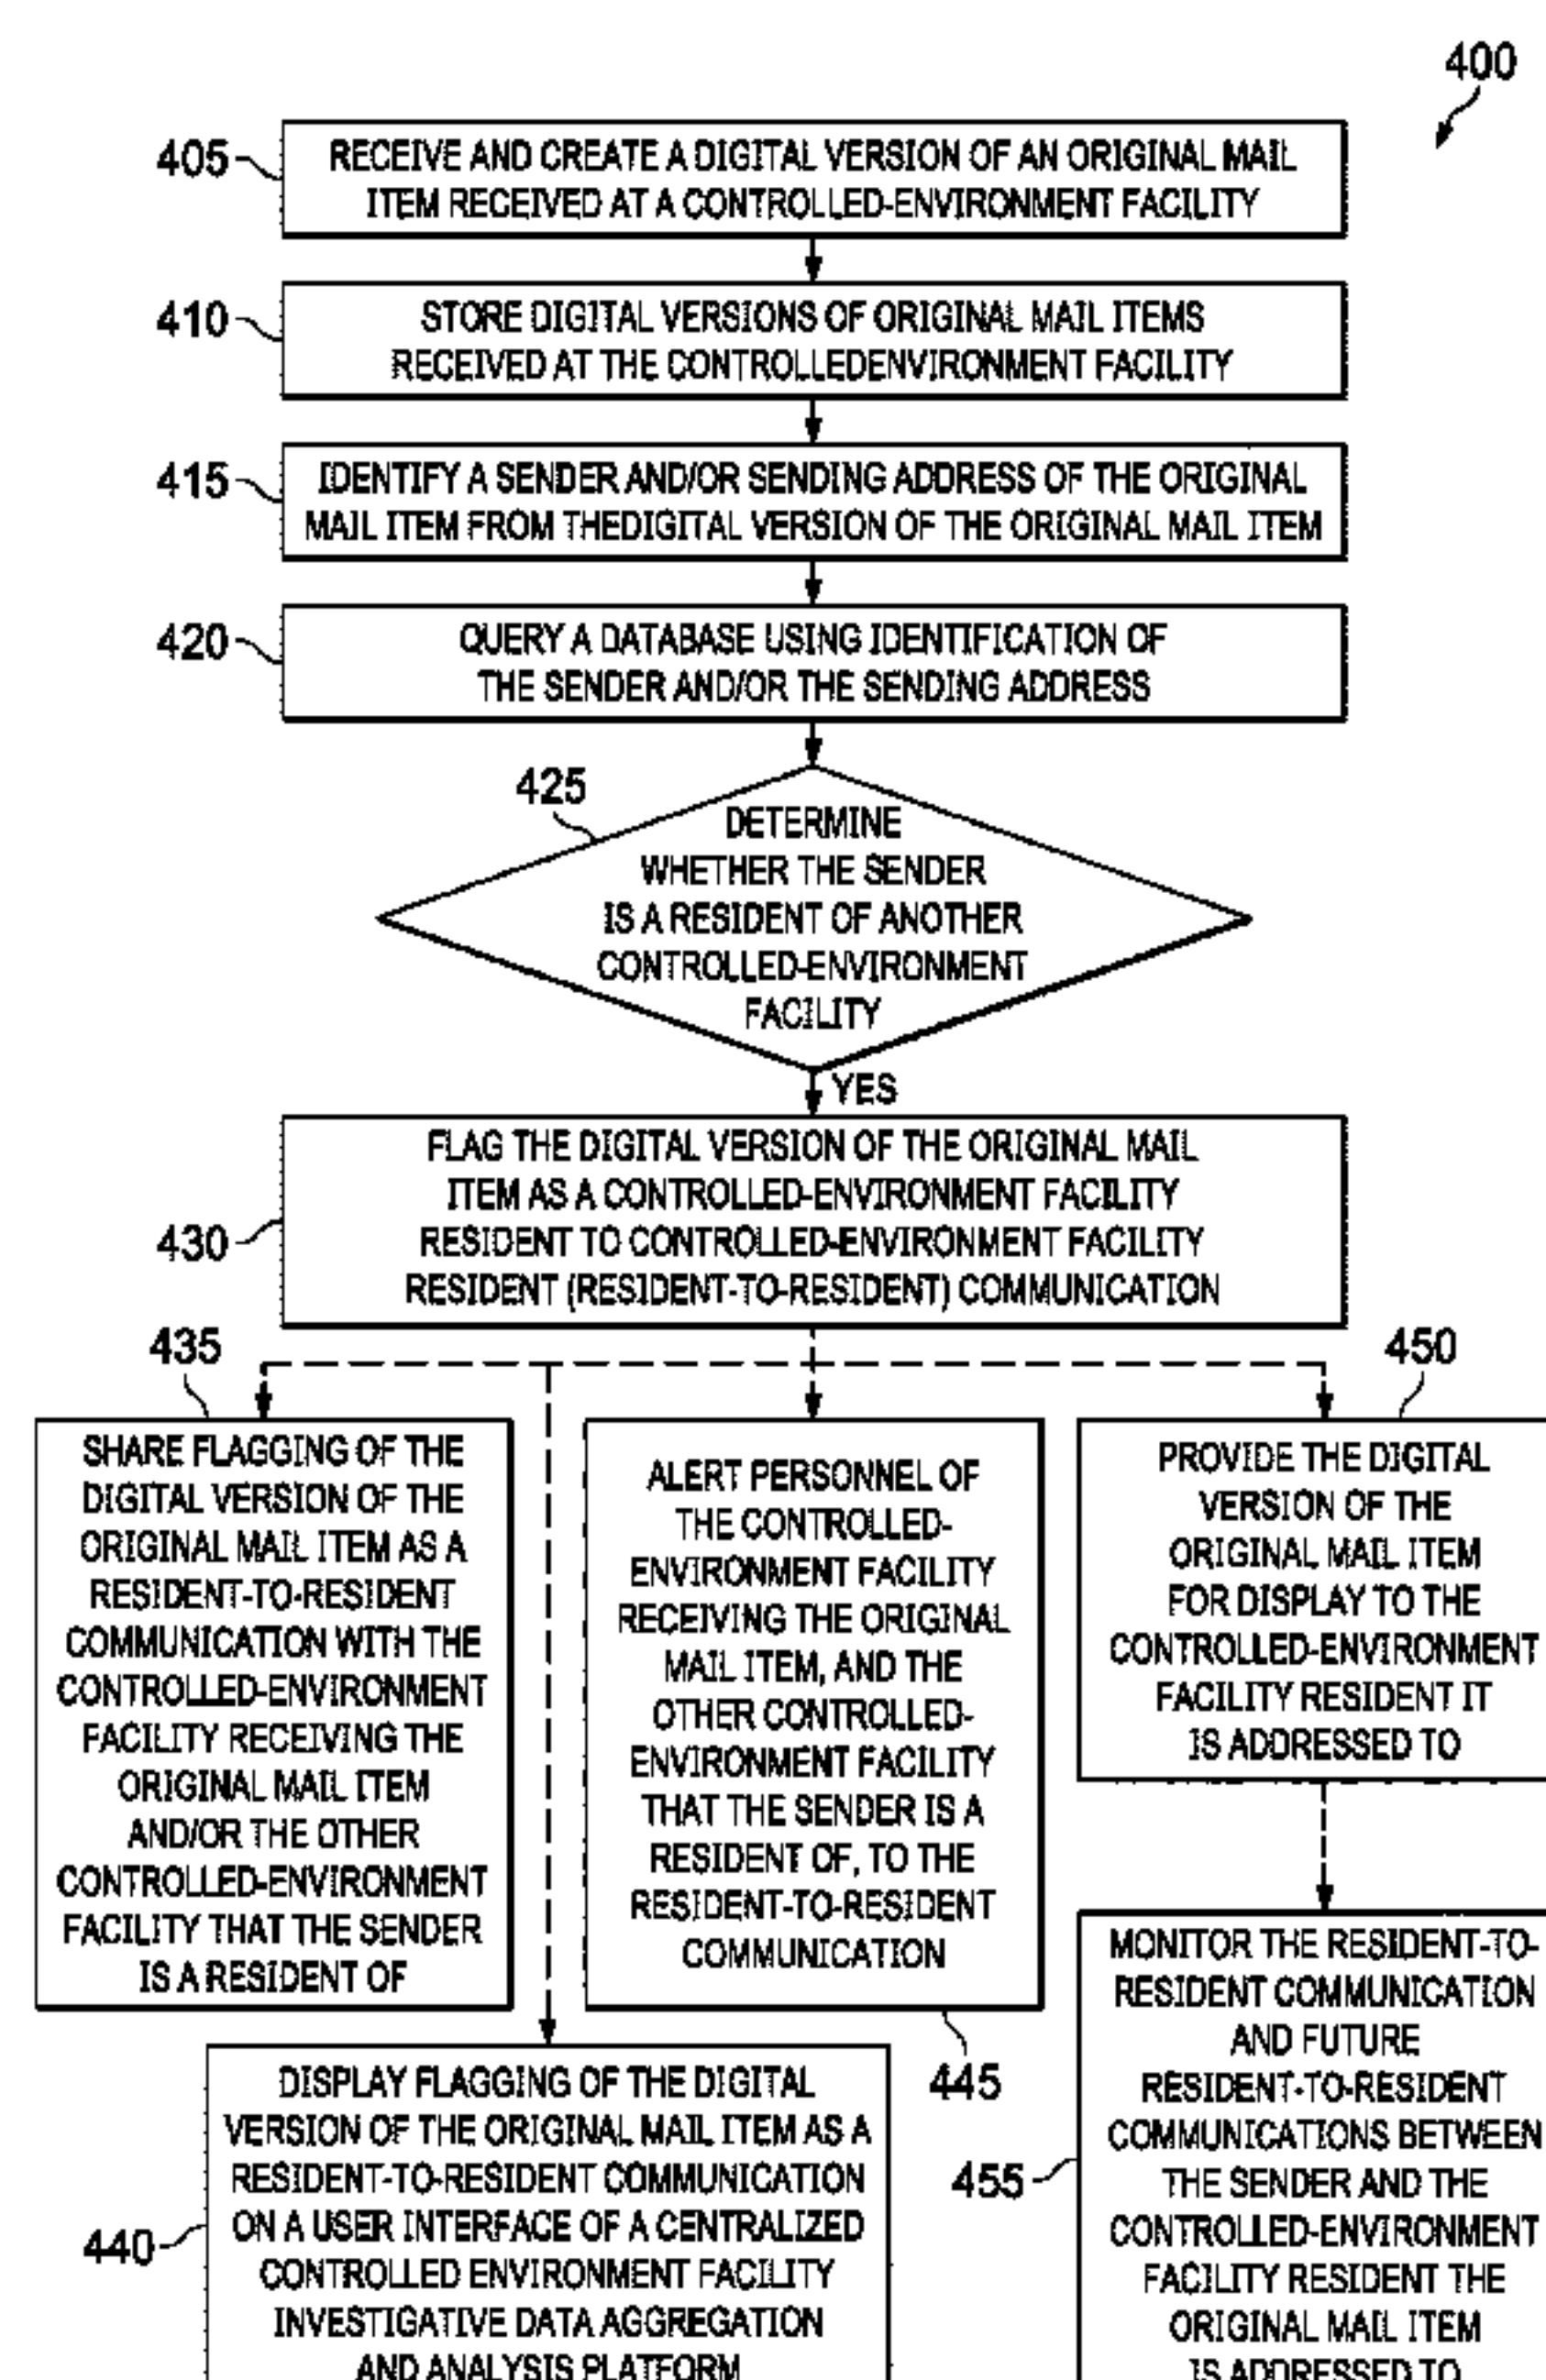 400
405
RECEIVE AND CREATE A DIGITAL VERSION OF AN ORIGINAL MAIL
ITEM RECEIVED AT A CONTROLLED-ENVIRONMENT FACILITY
410
STORE DIGITAL VERSIONS OF ORIGINAL MAIL ITEMS
RECEIVED AT THE CONTROLLEDENVIRONMENT FACILITY
415
IDENTIFY A SENDER AND/OR SENDING ADDRESS OF THE ORIGINAL
MAIL ITEM FROM THEDIGITAL VERSION OF THE ORIGINAL MAIL ITEM
420
QUERY A DATABASE USING IDENTIFICATION OF
THE SENDER AND/OR THE SENDING ADDRESS
425
DETERMINE
WHETHER THE SENDER
IS A RESIDENT OF ANOTHER
CONTROLLED-ENVIRONMENT
FACILITY
YES
430
FLAG THE DIGITAL VERSION OF THE ORIGINAL MAIL
ITEM AS A CONTROLLED-ENVIRONMENT FACILITY
RESIDENT TO CONTROLLED-ENVIRONMENT FACILITY
RESIDENT (RESIDENT-TO-RESIDENT) COMMUNICATION
435
SHARE FLAGGING OF THE
DIGITAL VERSION OF THE
ORIGINAL MAIL ITEM AS A
RESIDENT-TO-RESIDENT
COMMUNICATION WITH THE
CONTROLLED-ENVIRONMENT
FACILITY RECEIVING THE
ORIGINAL MAIL ITEM
AND/OR THE OTHER
CONTROLLED-ENVIRONMENT
FACILITY THAT THE SENDER
IS A RESIDENT OF
ALERT PERSONNEL OF
THE CONTROLLED-
ENVIRONMENT FACILITY
RECEIVING THE ORIGINAL
MAIL ITEM, AND THE
OTHER CONTROLLED-
ENVIRONMENT FACILITY
THAT THE SENDER IS A
RESIDENT OF, TO THE
RESIDENT-TO-RESIDENT
COMMUNICATION
445
450
PROVIDE THE DIGITAL
VERSION OF THE
ORIGINAL MAIL ITEM
FOR DISPLAY TO THE
CONTROLLED-ENVIRONMENT
FACILITY RESIDENT IT
IS ADDRESSED TO
440
DISPLAY FLAGGING OF THE DIGITAL
VERSION OF THE ORIGINAL MAIL ITEM AS A
RESIDENT-TO-RESIDENT COMMUNICATION
ON A USER INTERFACE OF A CENTRALIZED
CONTROLLED ENVIRONMENT FACILITY
INVESTIGATIVE DATA AGGREGATION
AND ANALYSIS PLATFORM
455
MONITOR THE RESIDENT-TO-
RESIDENT COMMUNICATION
AND FUTURE
RESIDENT-TO-RESIDENT
COMMUNICATIONS BETWEEN
THE SENDER AND THE
CONTROLLED-ENVIRONMENT
FACILITY RESIDENT THE
ORIGINAL MAIL ITEM
IS ADDRESSED TO